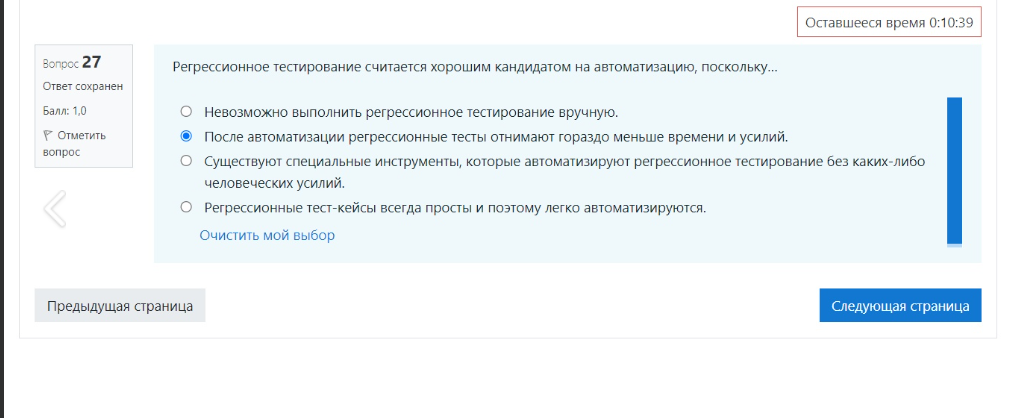 Оставшееся время 0:10:39
Вопрос 27
Ответ сохранен
Балл: 1,0
Отметить
вопрос
Регрессионное тестирование считается хорошим кандидатом на автоматизацию, поскольку...
Невозможно выполнить регрессионное тестирование вручную.
После автоматизации регрессионные тесты отнимают гораздо меньше времени и усилий.
Существуют специальные инструменты, которые автоматизируют регрессионное тестирование без каких-либо
человеческих усилий.
Регрессионные тест-кейсы всегда просты и поэтому легко автоматизируются.
Очистить мой выбор
Предыдущая страница
Следующая страница